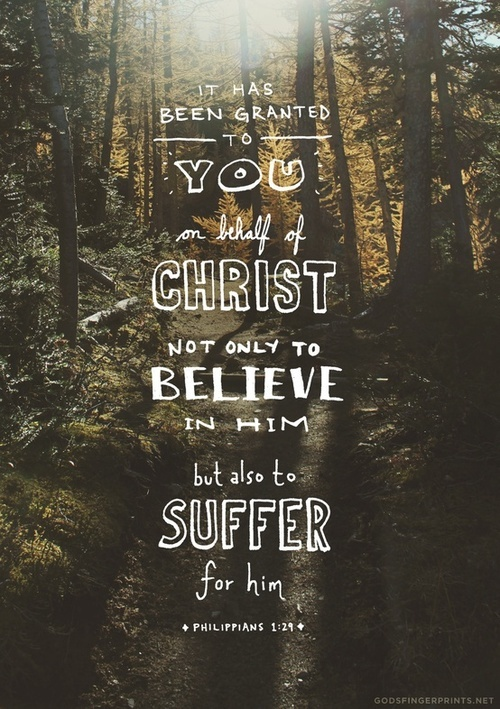 IT HAS
BEEN GRANTED
TO
YOU
on behalf of
CHRIST
NOT ONLY TO
BELIEVE
IN HIM
but also to
SUFFER
for him
PHILIPPIANS 1:29
GODSFINGERPRINTS.NET